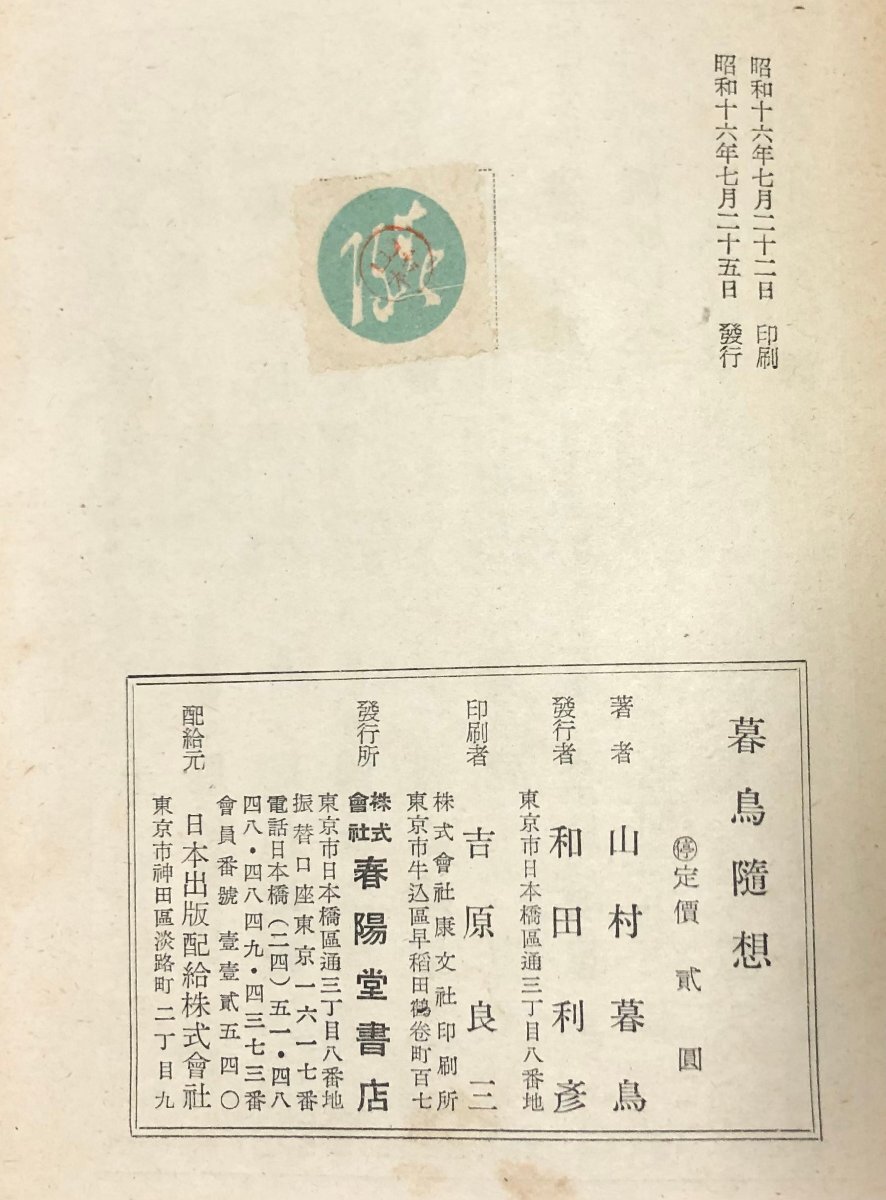 昭和十六年七月二十二日 印刷
昭和十六年七月二十五日 發行
暮鳥隨想
㊡定價 貳圓
著者 山村暮鳥
發行者 和田利彥
東京市日本橋區通三丁目八番地
印刷者 吉原良三
株式會社康文社印刷所
東京市牛込區早稻田鶴卷町百七
發行所 株式會社 春陽堂書店
東京市日本橋區通三丁目八番地
振替口座東京一六一七番
電話日本橋(二四)五一・四八
四八・四八四九・四三七三番
會員番號 壹壹貳五四〇
配給元 日本出版配給株式會社
東京市神田區淡路町二丁目九